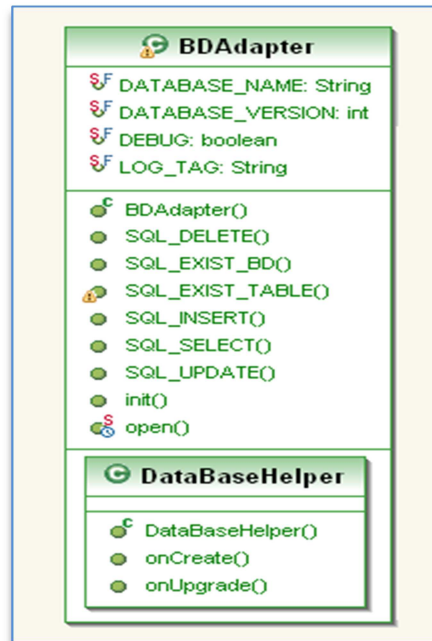 BDAdapter
DATABASE_NAME: String
DATABASE_VERSION: int
DEBUG: boolean
LOG_TAG: String
BDAdapter()
SQL_DELETE()
SQL_EXIST_BD()
SQL_EXIST_TABLE()
SQL_INSERT()
SQL_SELECT()
SQL_UPDATE()
init()
open()
DataBaseHelper
DataBaseHelper()
onCreate()
onUpgrade()